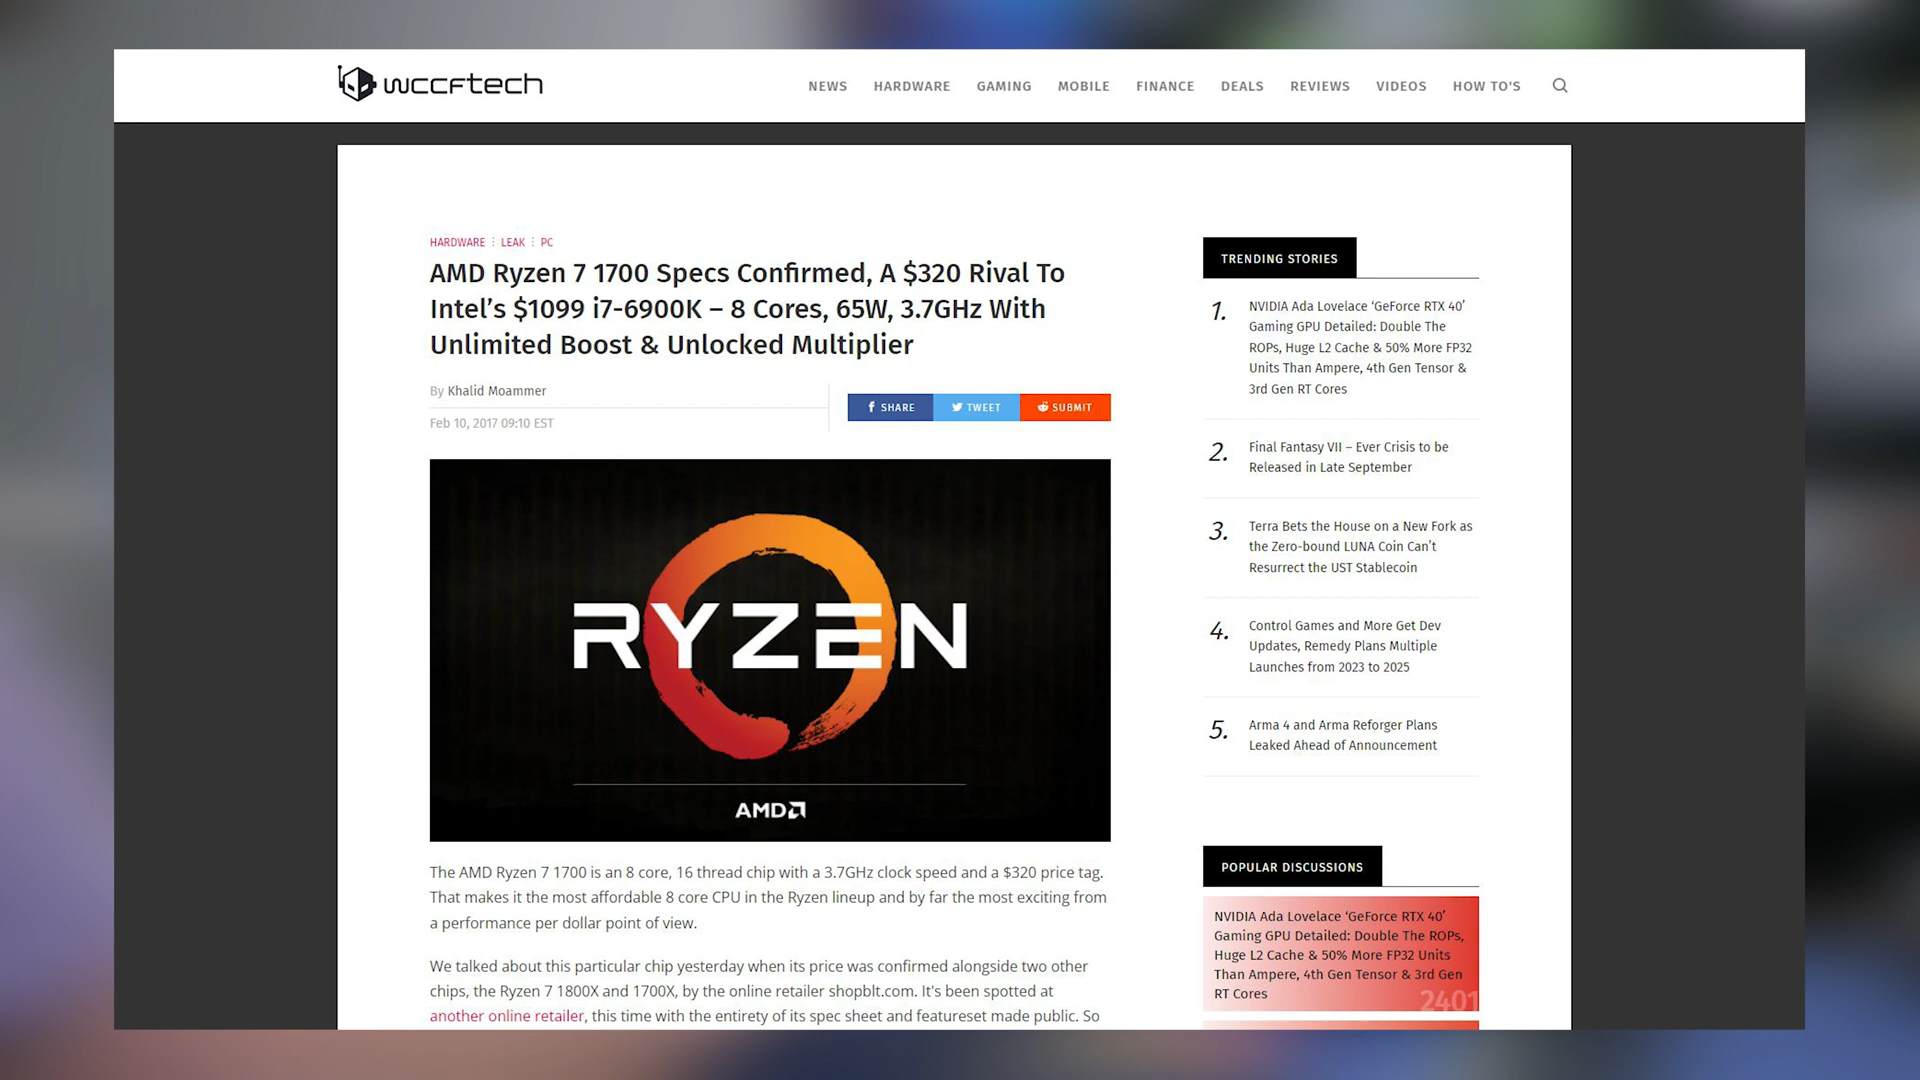 wccftech
NEWS HARDWARE GAMING MOBILE FINANCE DEALS REVIEWS VIDEOS HOW TO'S
HARDWARE ⋮ LEAK ⋮ PC
AMD Ryzen 7 1700 Specs Confirmed, A $320 Rival To
Intel’s $1099 i7-6900K – 8 Cores, 65W, 3.7GHz With
Unlimited Boost & Unlocked Multiplier
By Khalid Moammer
Feb 10, 2017 09:10 EST
SHARE TWEET SUBMIT
RYZEN
AMD
The AMD Ryzen 7 1700 is an 8 core, 16 thread chip with a 3.7GHz clock speed and a $320 price tag.
That makes it the most affordable 8 core CPU in the Ryzen lineup and by far the most exciting from
a performance per dollar point of view.
We talked about this particular chip yesterday when its price was confirmed alongside two other
chips, the Ryzen 7 1800X and 1700X, by the online retailer shopblt.com. It's been spotted at
another online retailer, this time with the entirety of its spec sheet and featureset made public. So
TRENDING STORIES
1. NVIDIA Ada Lovelace ‘GeForce RTX 40’
Gaming GPU Detailed: Double The
ROPs, Huge L2 Cache & 50% More FP32
Units Than Ampere, 4th Gen Tensor &
3rd Gen RT Cores
2. Final Fantasy VII – Ever Crisis to be
Released in Late September
3. Terra Bets the House on a New Fork as
the Zero-bound LUNA Coin Can’t
Resurrect the UST Stablecoin
4. Control Games and More Get Dev
Updates, Remedy Plans Multiple
Launches from 2023 to 2025
5. Arma 4 and Arma Reforger Plans
Leaked Ahead of Announcement
POPULAR DISCUSSIONS
NVIDIA Ada Lovelace ‘GeForce RTX 40’
Gaming GPU Detailed: Double The ROPs,
Huge L2 Cache & 50% More FP32 Units
Than Ampere, 4th Gen Tensor & 3rd Gen
RT Cores
2401